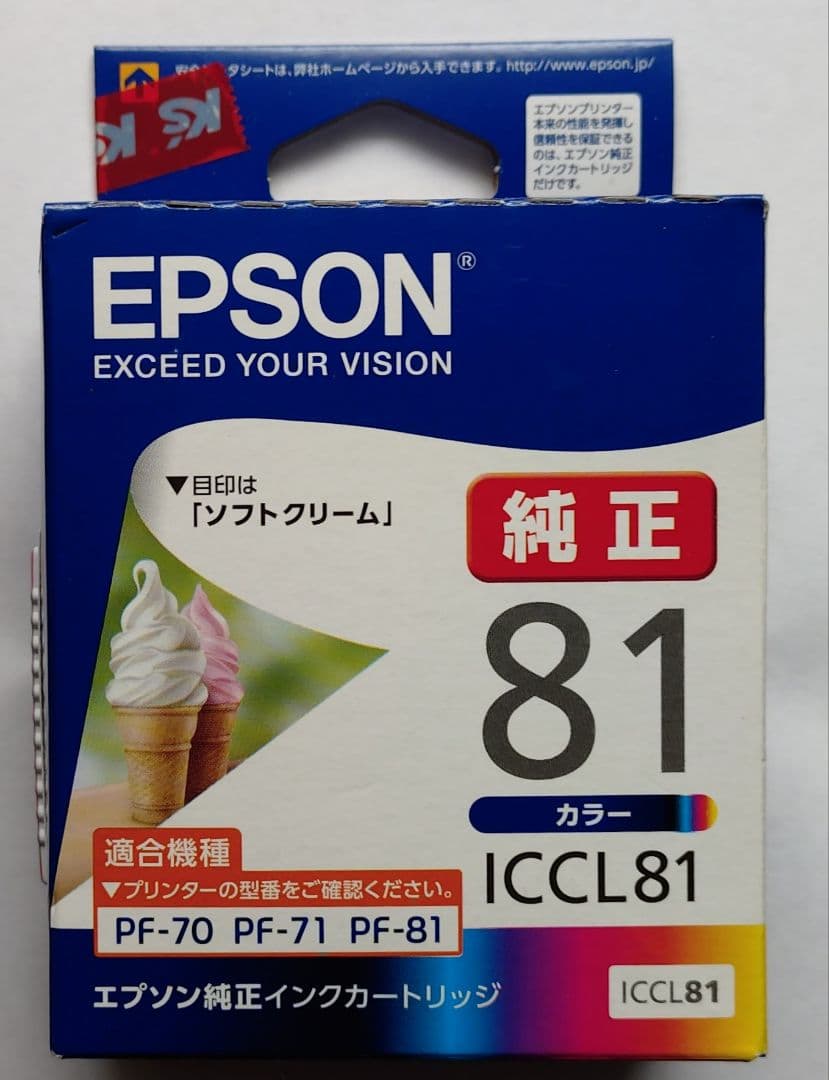 タシートは、弊社ホームページから入手できます。http://www.epson.jp/
K's K
エプソンプリンター
本来の性能を発揮し
信頼性を保証できる
のは、エプソン純正
インクカートリッジ
だけです。
EPSON®
EXCEED YOUR VISION
▼目印は
「ソフトクリーム」
純正
81
カラー
ICCL81
適合機種
▼プリンターの型番をご確認ください。
PF-70 PF-71 PF-81
エプソン純正インクカートリッジ
ICCL81